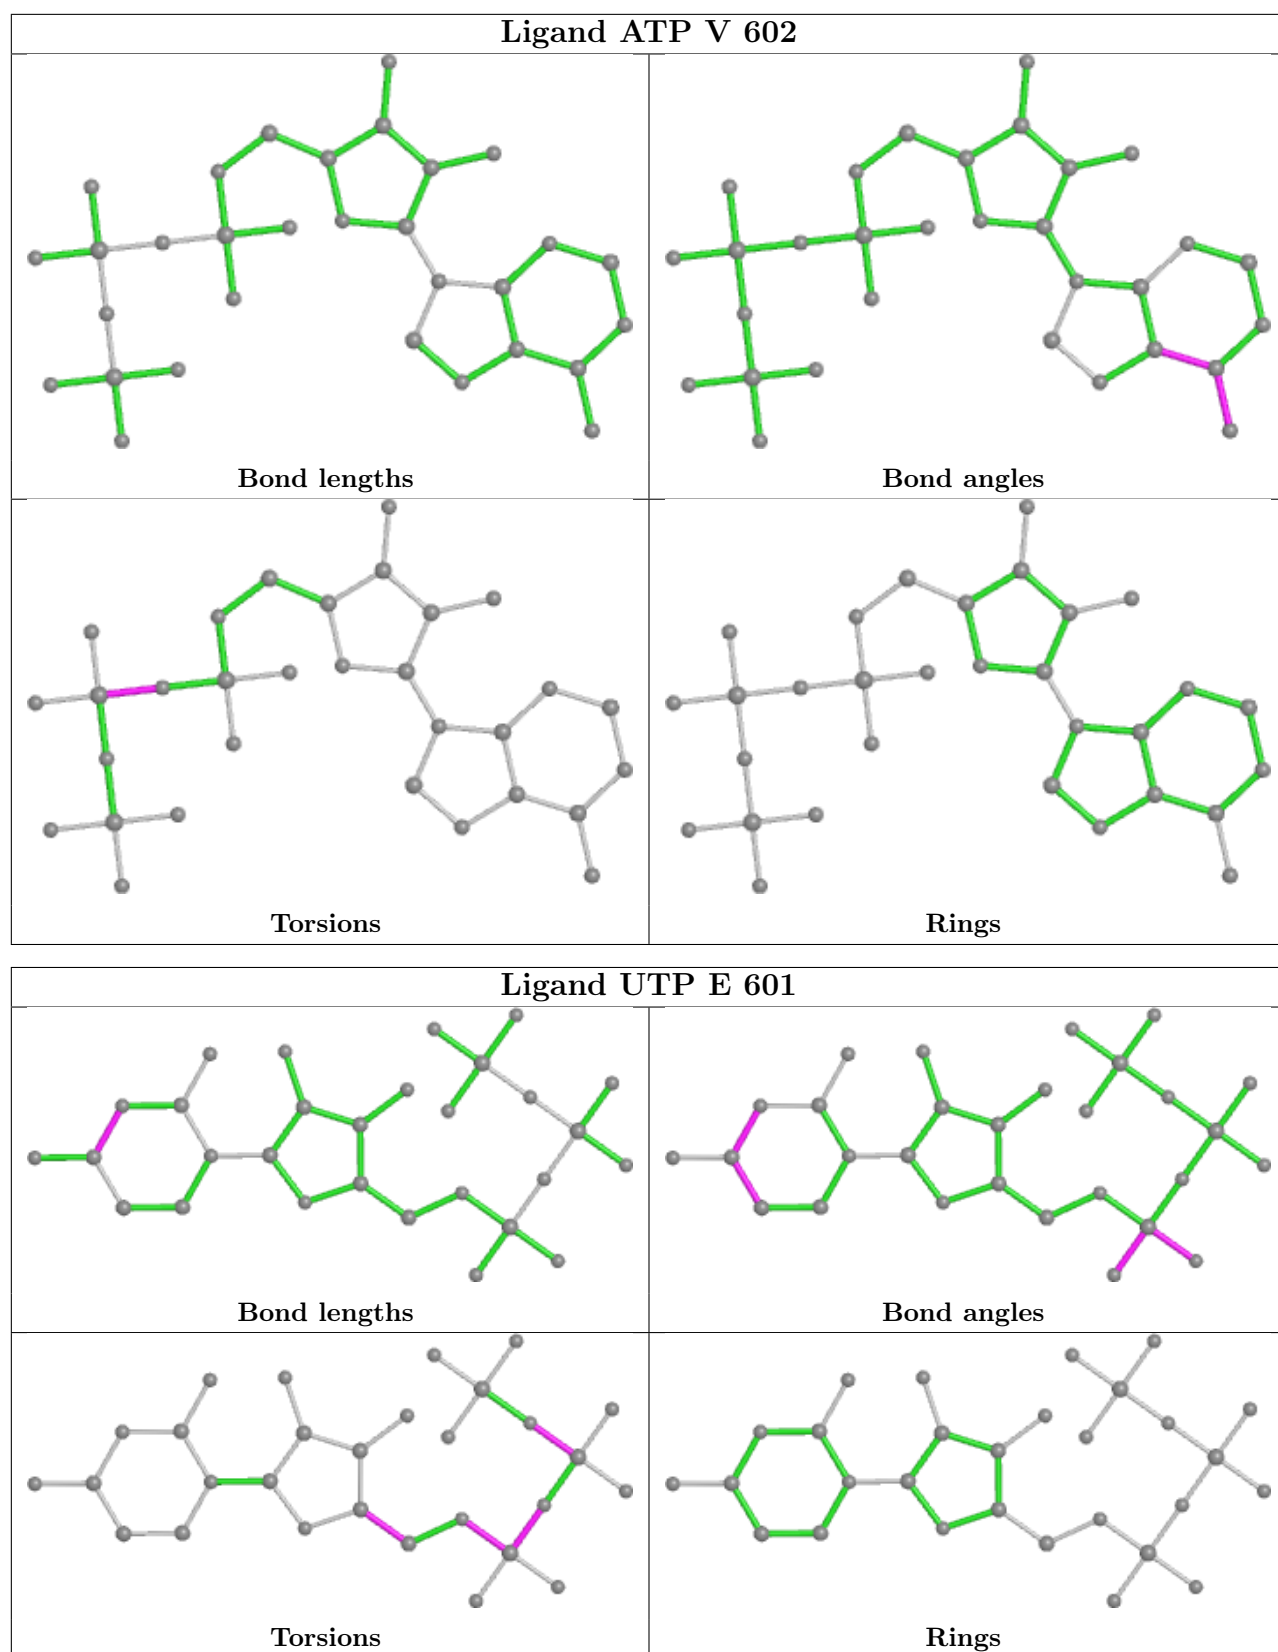 Ligand ATP V 602
Bond lengths
Bond angles
Torsions
Rings
Ligand UTP E 601
Bond lengths
Bond angles
Torsions
Rings